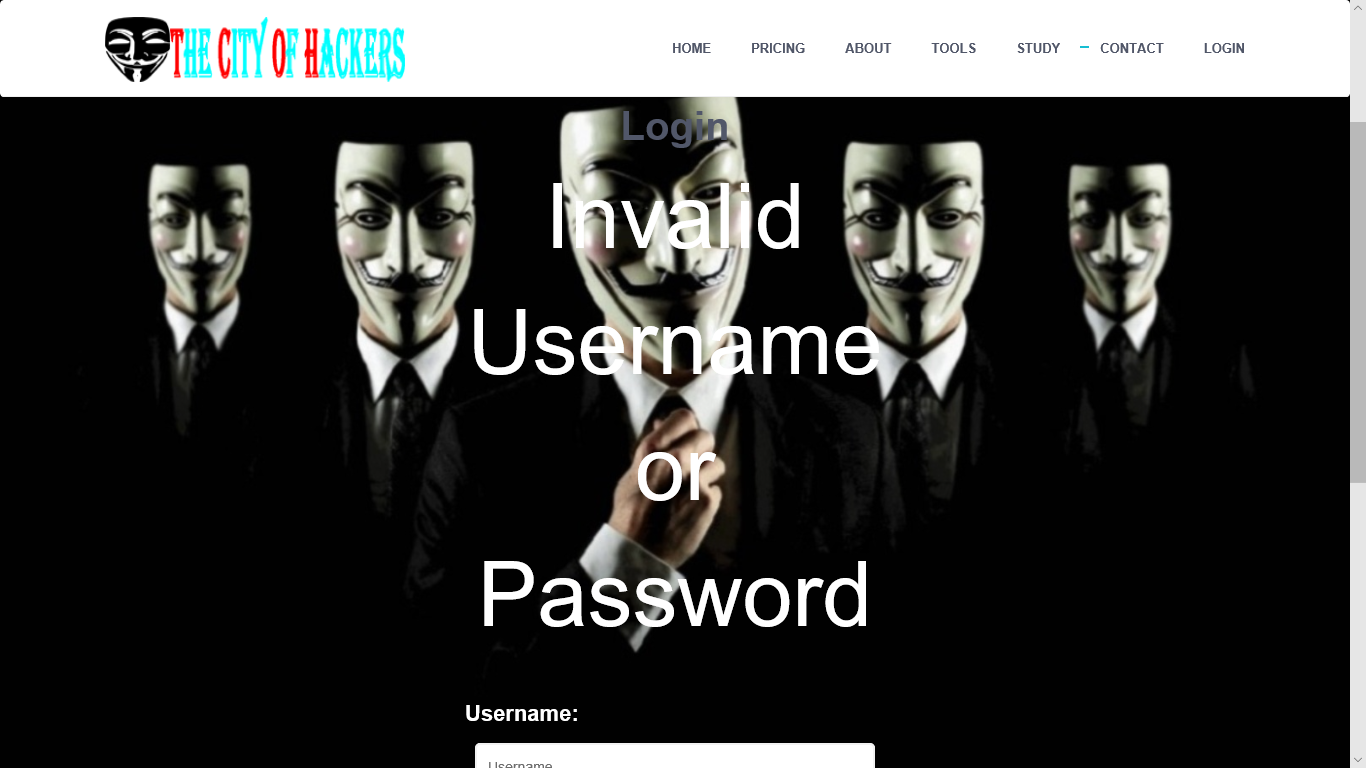 THE CITY OF HACKERS
HOME PRICING ABOUT TOOLS STUDY CONTACT LOGIN
Login
Invalid
Username
or
Password
Username:
Username